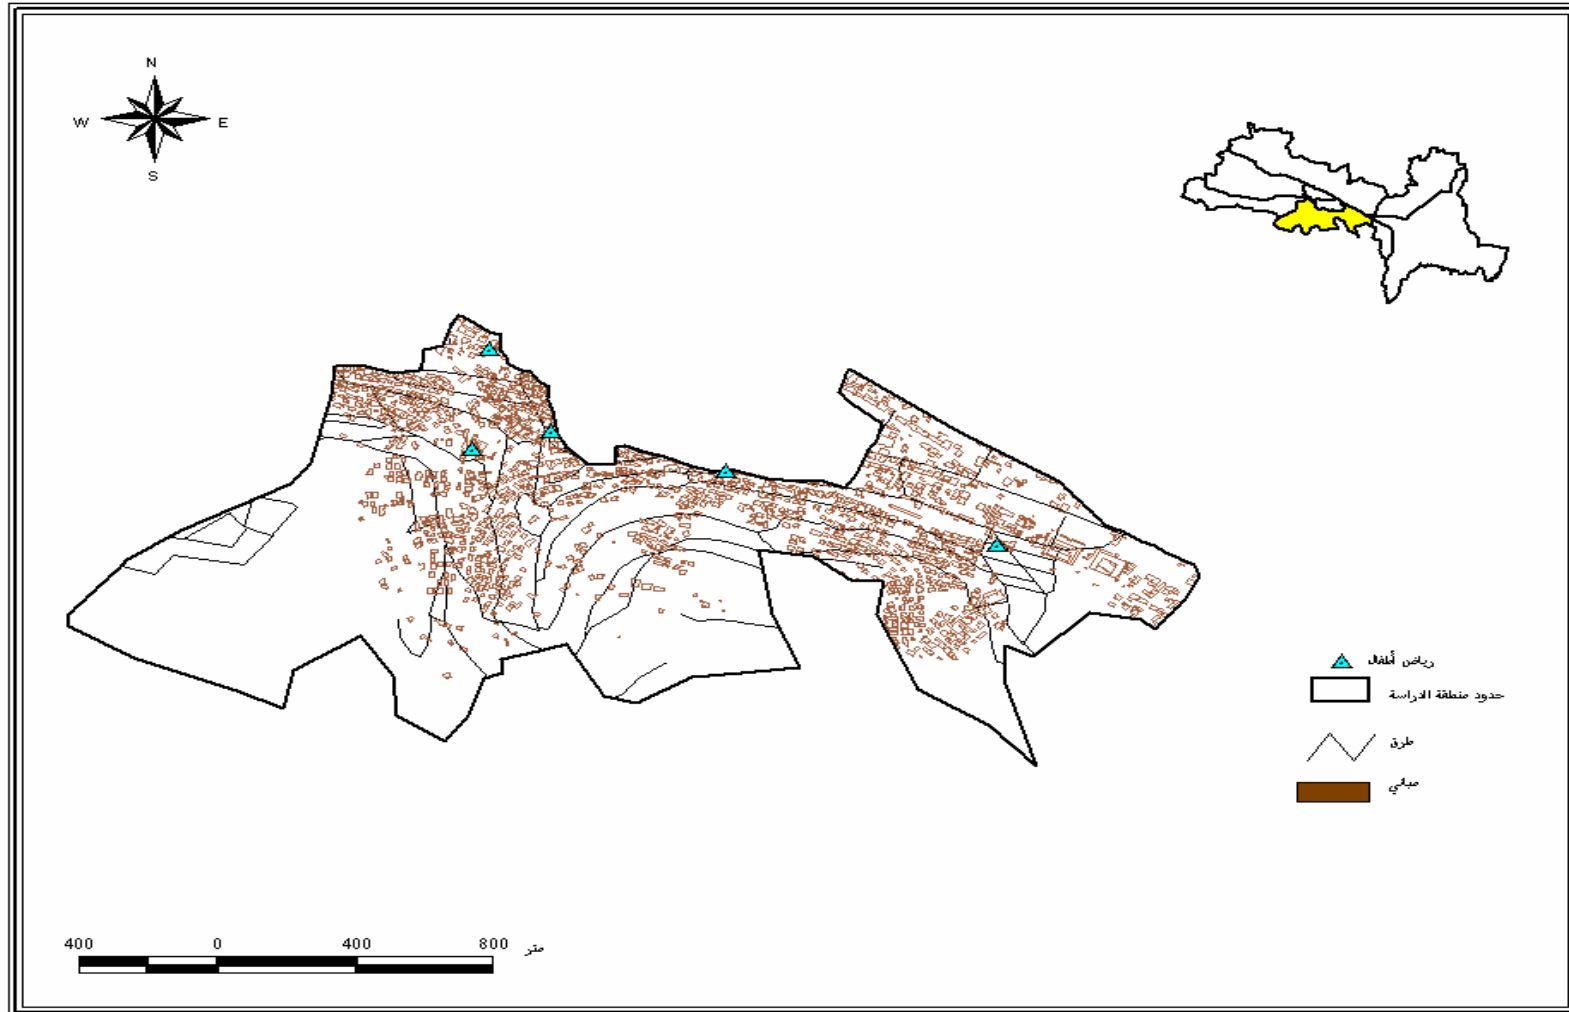 N
W E
S
رياض أطفال
حدود منطقة الدراسة
طرق
مباني
400 0 400 800 متر